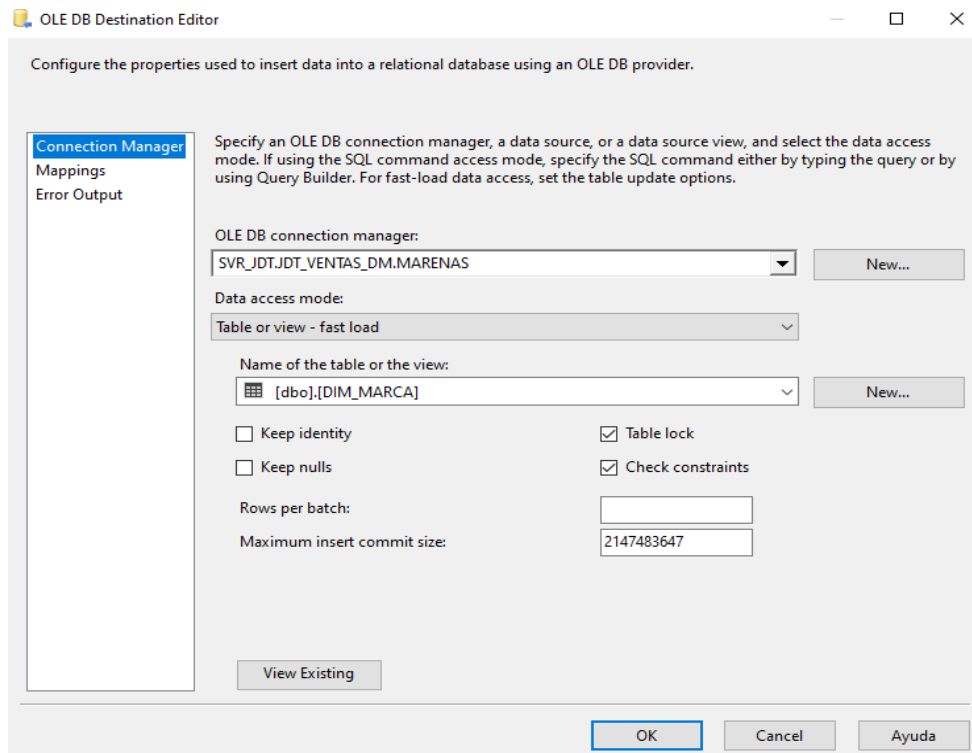 OLE DB Destination Editor
Configure the properties used to insert data into a relational database using an OLE DB provider.
Connection Manager
Mappings
Error Output
Specify an OLE DB connection manager, a data source, or a data source view, and select the data access
mode. If using the SQL command access mode, specify the SQL command either by typing the query or by
using Query Builder. For fast-load data access, set the table update options.
OLE DB connection manager:
SVR_JDT.JDT_VENTAS_DM.MARENAS
New...
Data access mode:
Table or view - fast load
Name of the table or the view:
[dbo].[DIM_MARCA]
New...
Keep identity
Table lock
Keep nulls
Check constraints
Rows per batch:
Maximum insert commit size:
2147483647
View Existing
OK
Cancel
Ayuda